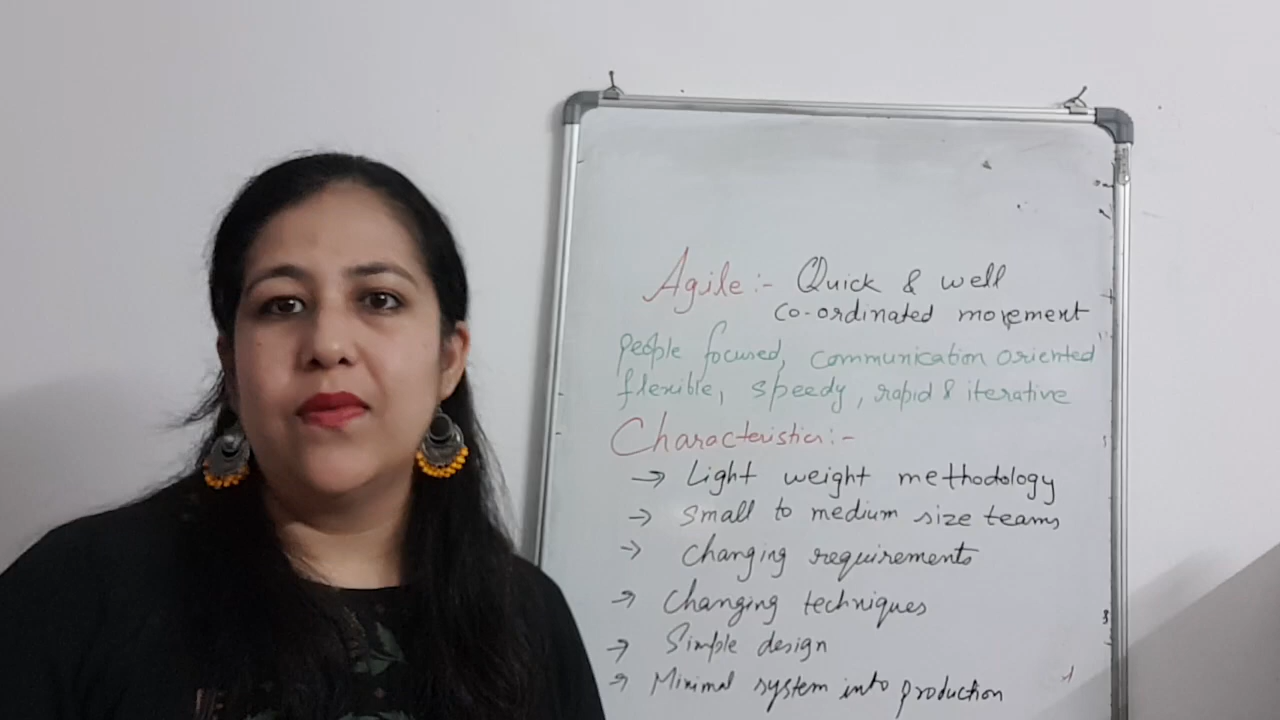 Agile :- Quick & well
co-ordinated movement
People focused, communication oriented
flexible, speedy, rapid & iterative
Characteristics :-
→ Light weight methodology
→ Small to medium size teams
→ Changing requirements
→ Changing techniques
→ Simple design
→ Minimal system into production